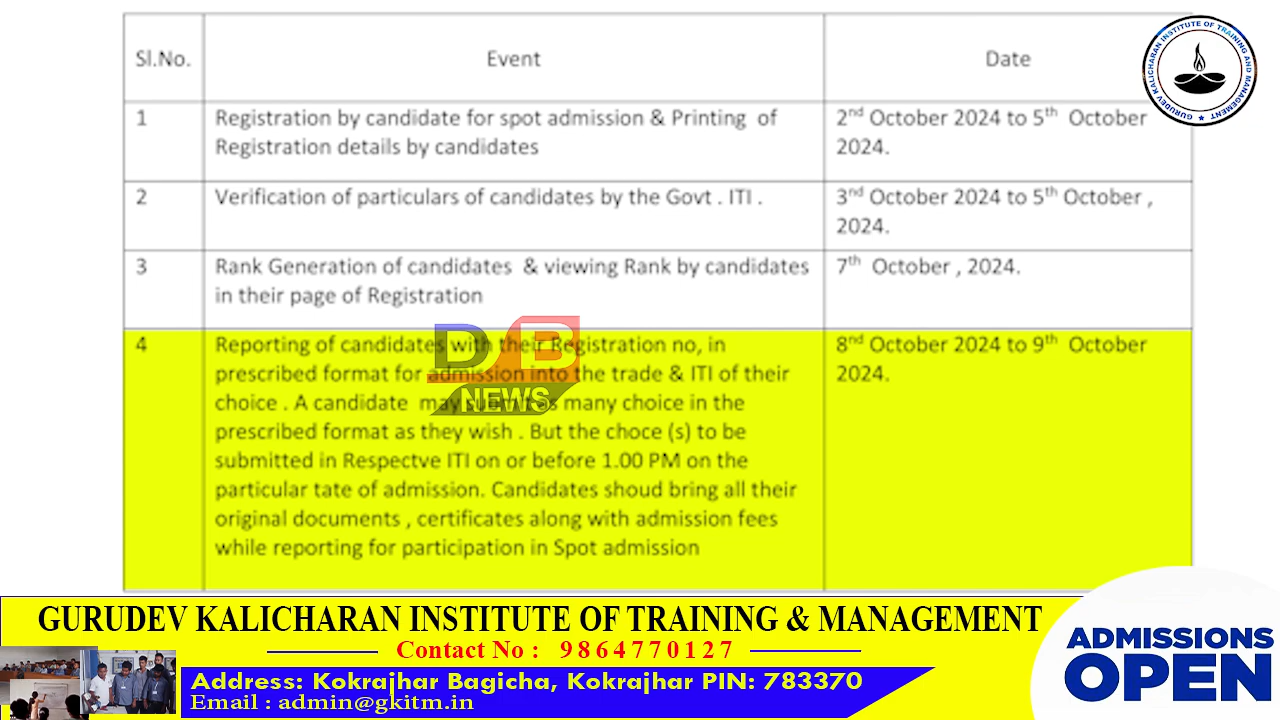 Sl.No. Event Date
1 Registration by candidate for spot admission & Printing of 2nd October 2024 to 5th October
Registration details by candidates 2024.
2 Verification of particulars of candidates by the Govt . ITI . 3nd October 2024 to 5th October ,
2024.
3 Rank Generation of candidates & viewing Rank by candidates 7th October , 2024.
in their page of Registration
4 Reporting of candidates with their Registration no, in 8nd October 2024 to 9th October
prescribed format for admission into the trade & ITI of their 2024.
choice . A candidate may submit as many choice in the
prescribed format as they wish . But the choce (s) to be
submitted in Respectve ITI on or before 1.00 PM on the
particular tate of admission. Candidates shoud bring all their
original documents , certificates along with admission fees
while reporting for participation in Spot admission
DB
NEWS
GURUDEV KALICHARAN INSTITUTE OF TRAINING AND MANAGEMENT
GURUDEV KALICHARAN INSTITUTE OF TRAINING & MANAGEMENT
Contact No : 9864770127
Address: Kokrajhar Bagicha, Kokrajhar PIN: 783370
Email : admin@gkitm.in
ADMISSIONS
OPEN